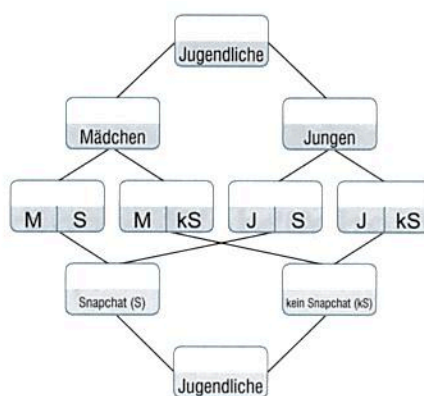 Jugendliche
Mädchen
Jungen
M S
M kS
J S
J kS
Snapchat (S)
kein Snapchat (kS)
Jugendliche